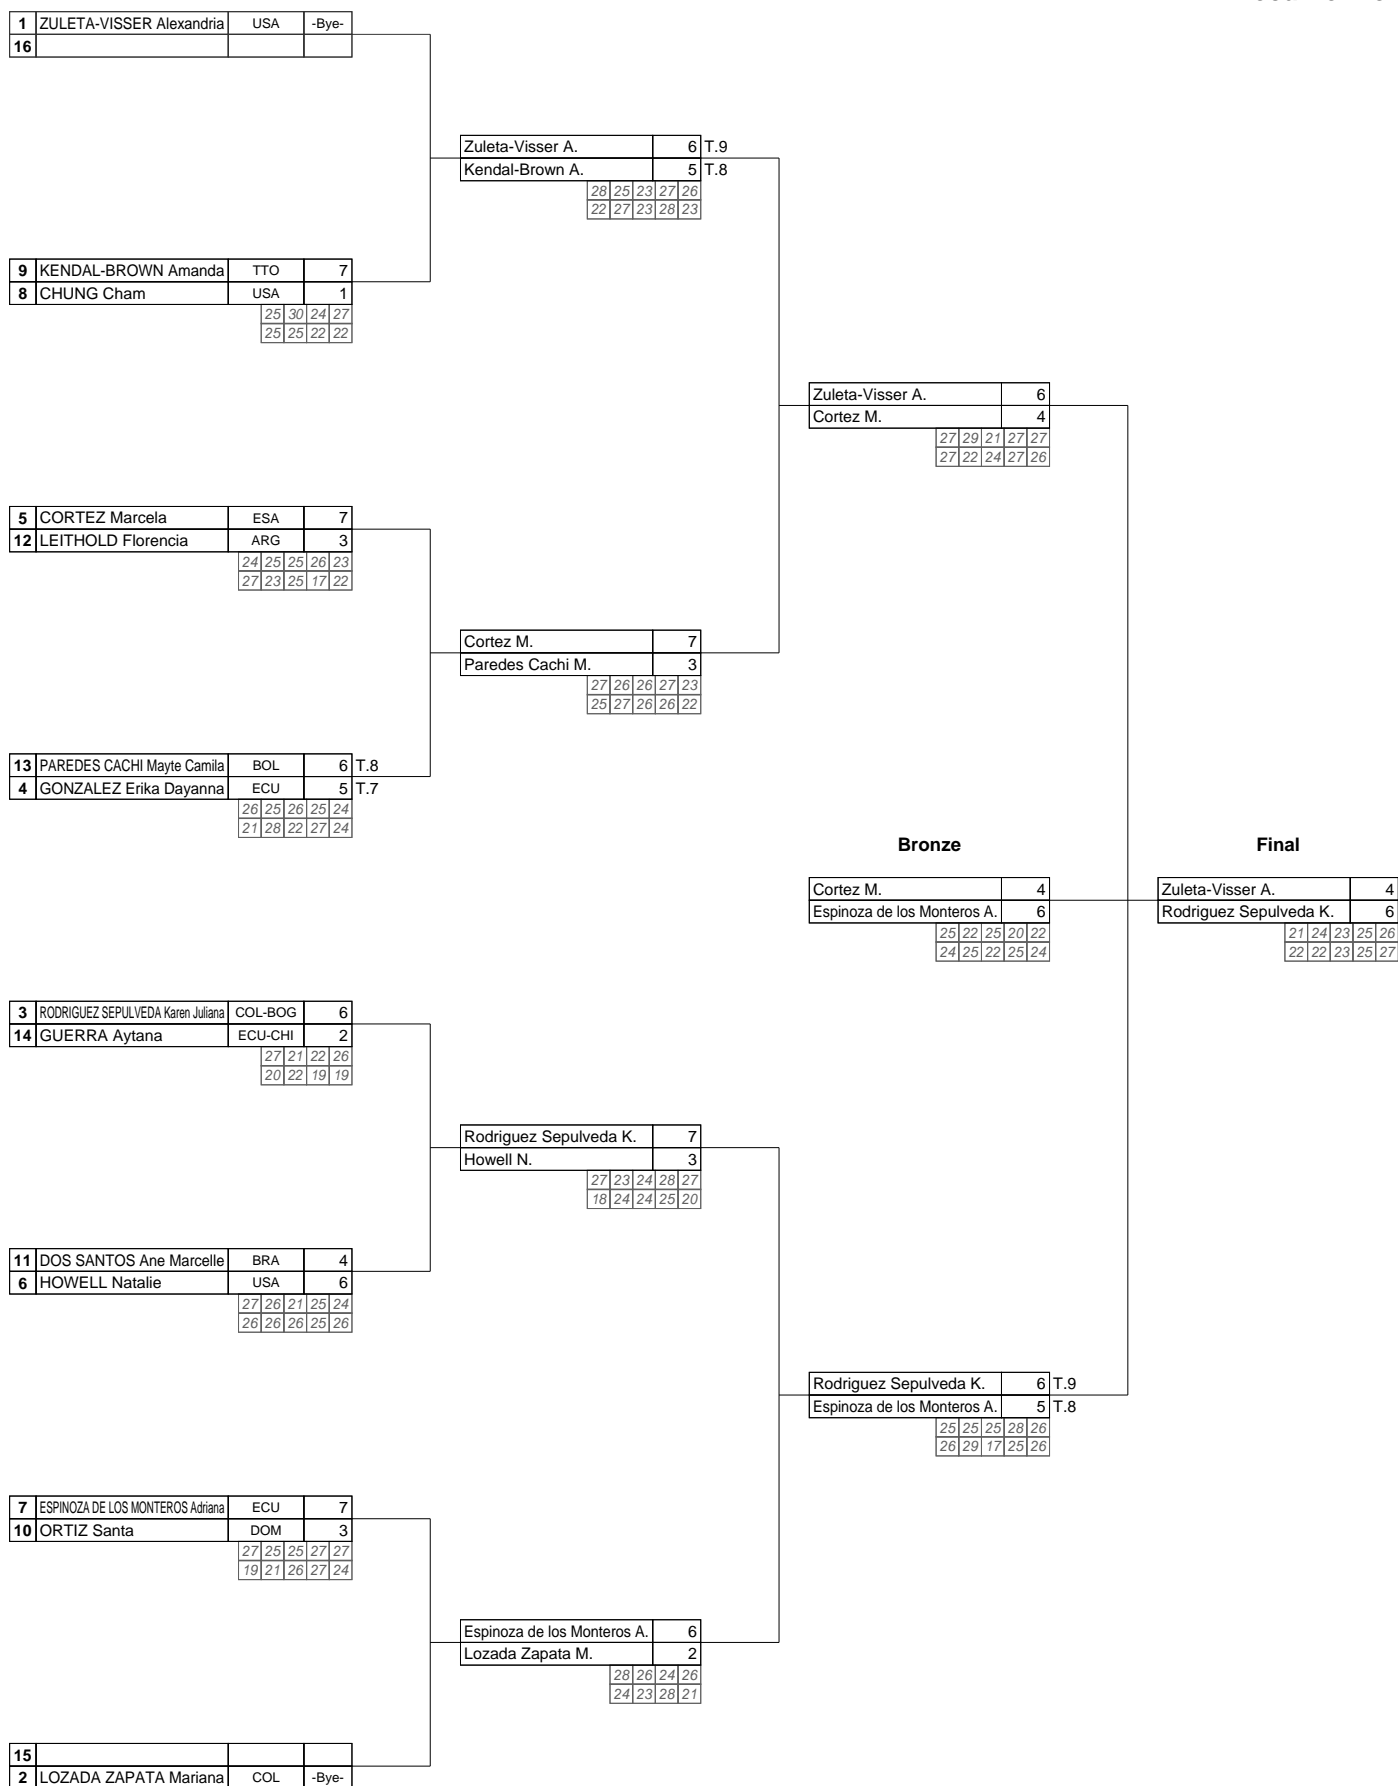 1 ZULETA-VISSER Alexandria USA -Bye-
16
Zuleta-Visser A. 6 T.9
Kendal-Brown A. 5 T.8
28 25 23 27 26
22 27 23 28 23
9 KENDAL-BROWN Amanda TTO 7
8 CHUNG Cham USA 1
25 30 24 27
25 25 22 22
Zuleta-Visser A. 6
Cortez M. 4
27 29 21 27 27
27 22 24 27 26
5 CORTEZ Marcela ESA 7
12 LEITHOLD Florencia ARG 3
24 25 25 26 23
27 23 25 17 22
Cortez M. 7
Paredes Cachi M. 3
27 26 26 27 23
25 27 26 26 22
13 PAREDES CACHI Mayte Camila BOL 6 T.8
4 GONZALEZ Erika Dayanna ECU 5 T.7
26 25 26 25 24
21 28 22 27 24
Bronze
Cortez M. 4
Espinoza de los Monteros A. 6
25 22 25 20 22
24 25 22 25 24
Final
Zuleta-Visser A. 4
Rodriguez Sepulveda K. 6
21 24 23 25 26
22 22 23 25 27
3 RODRIGUEZ SEPULVEDA Karen Juliana COL-BOG 6
14 GUERRA Aytana ECU-CHI 2
27 21 22 26
20 22 19 19
Rodriguez Sepulveda K. 7
Howell N. 3
27 23 24 28 27
18 24 24 25 20
11 DOS SANTOS Ane Marcelle BRA 4
6 HOWELL Natalie USA 6
27 26 21 25 24
26 26 26 25 26
Rodriguez Sepulveda K. 6 T.9
Espinoza de los Monteros A. 5 T.8
25 25 25 28 26
26 29 17 25 26
7 ESPINOZA DE LOS MONTEROS Adriana ECU 7
10 ORTIZ Santa DOM 3
27 25 25 27 27
19 21 26 27 24
Espinoza de los Monteros A. 6
Lozada Zapata M. 2
28 26 24 26
24 23 28 21
15
2 LOZADA ZAPATA Mariana COL -Bye-